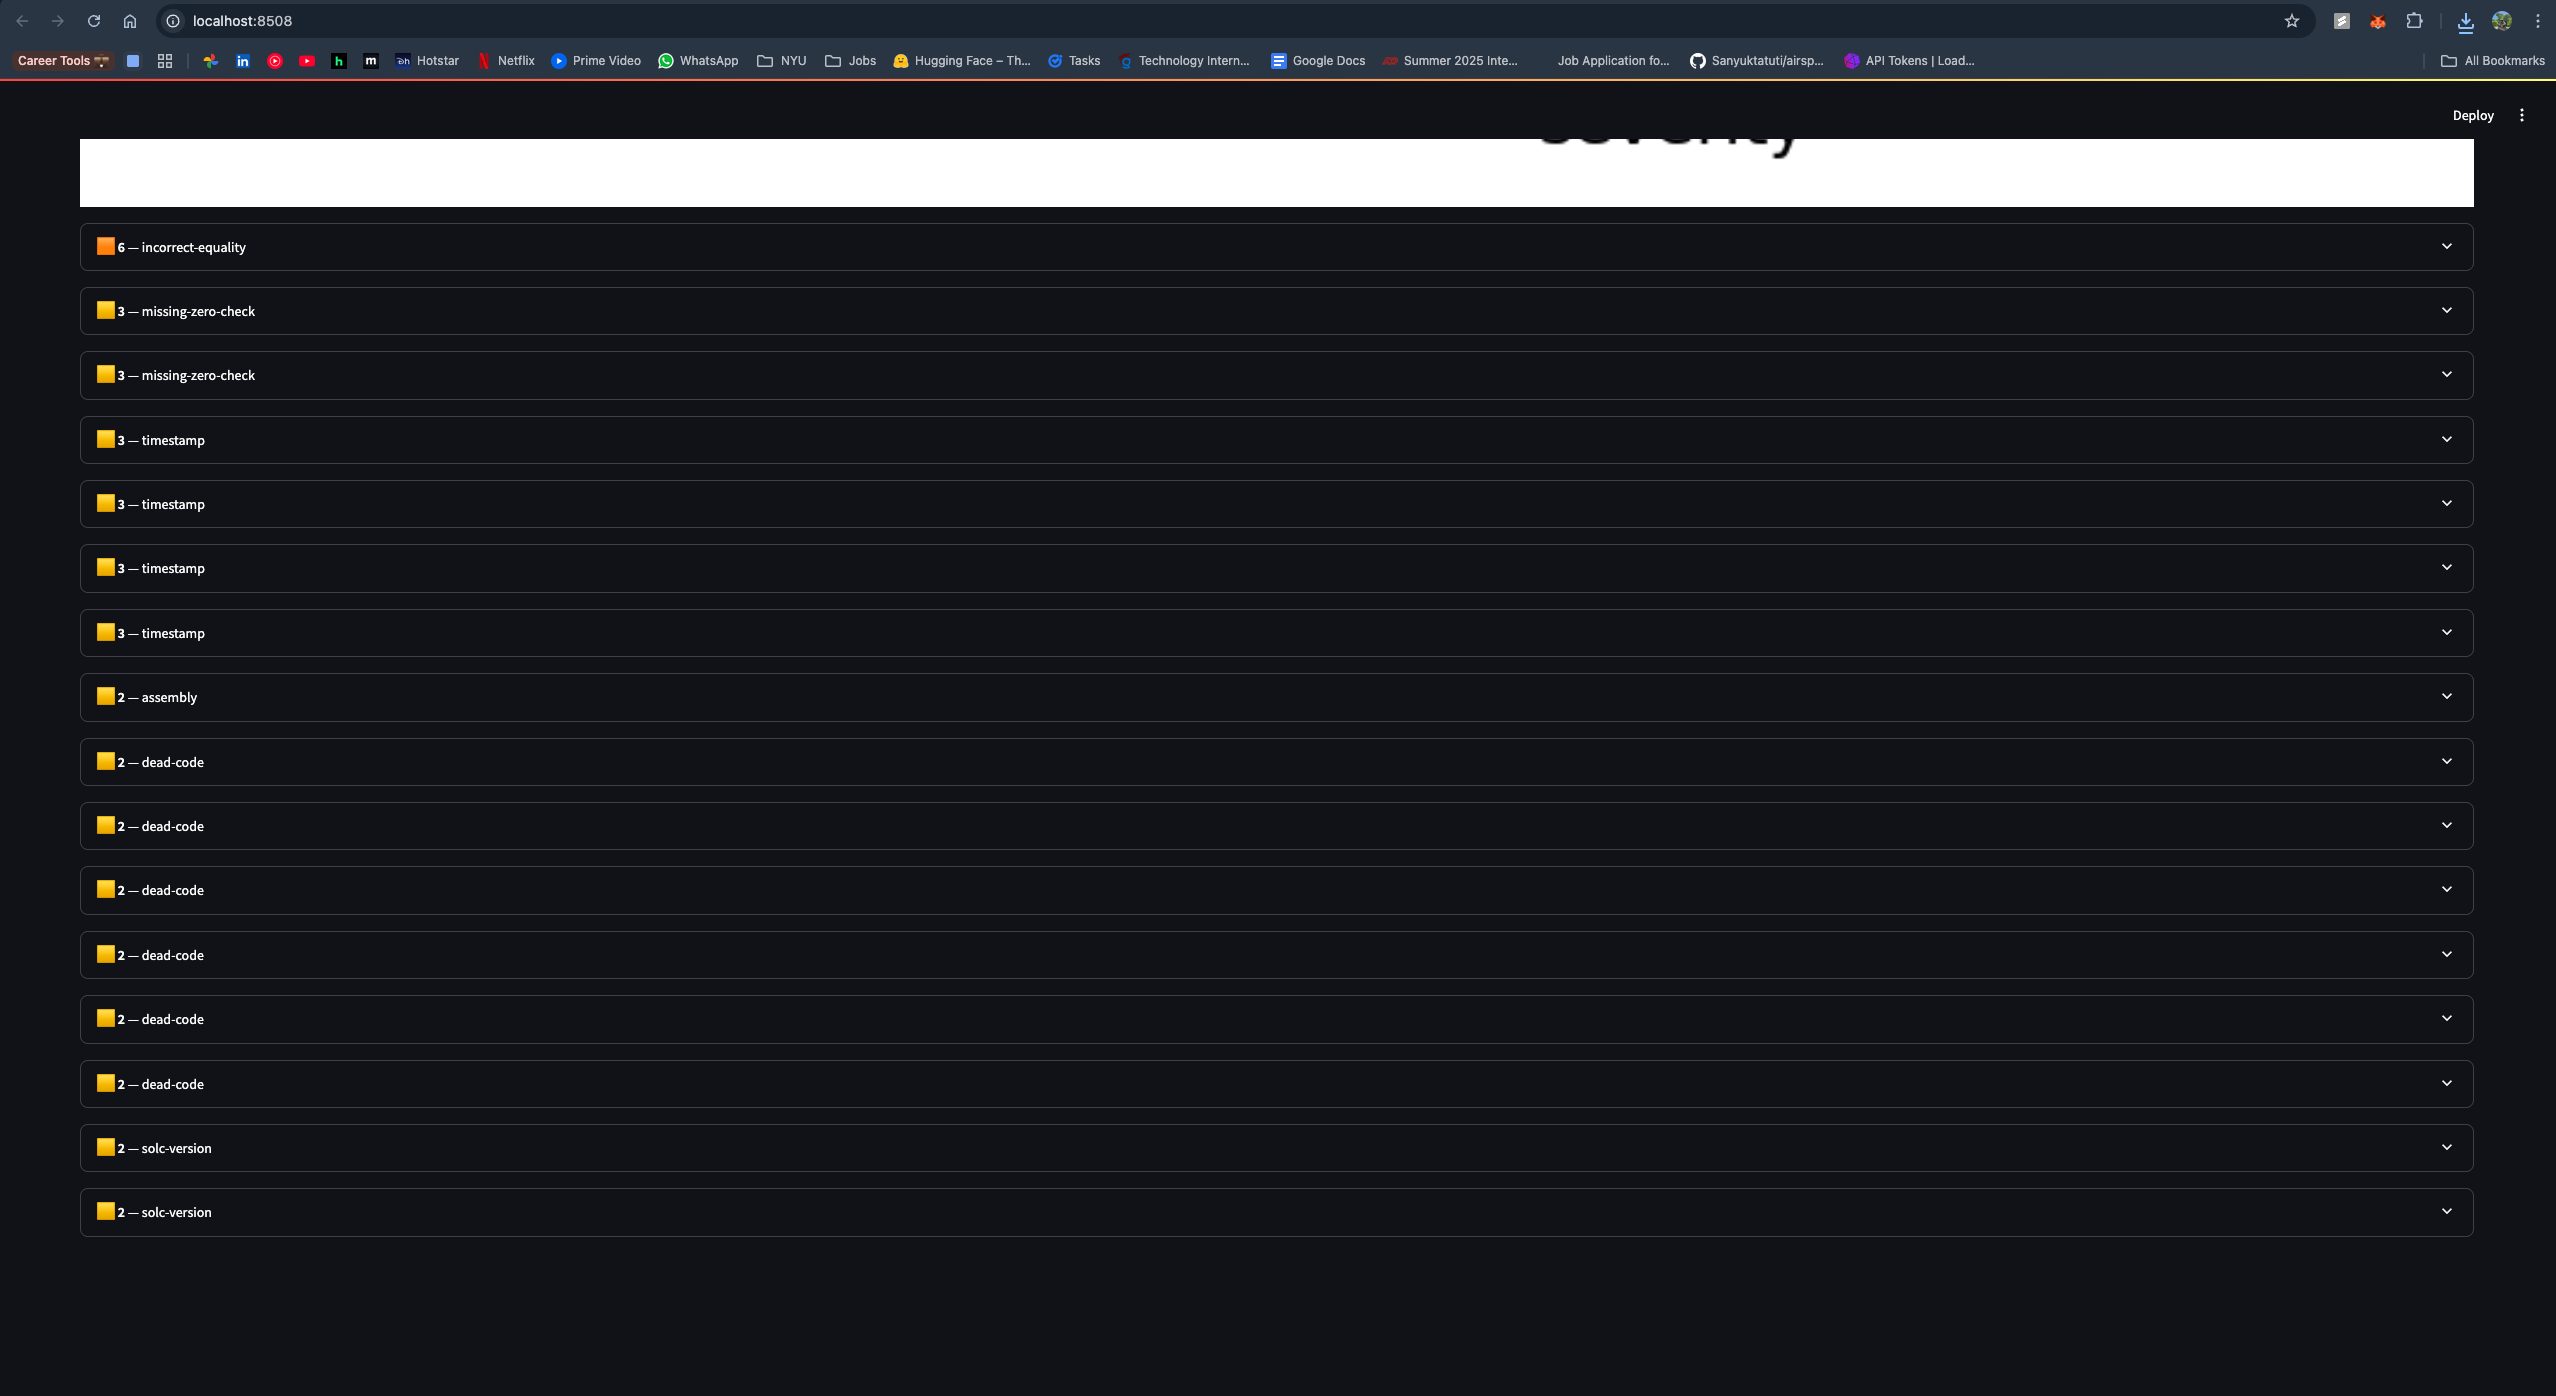 localhost:8508
Career Tools
Hotstar
Netflix
Prime Video
WhatsApp
NYU
Jobs
Hugging Face – Th...
Tasks
Technology Intern...
Google Docs
Summer 2025 Inte...
Job Application fo...
Sanyuktatuti/airsp...
API Tokens | Load...
All Bookmarks
Deploy
severity
6 — incorrect-equality
3 — missing-zero-check
3 — missing-zero-check
3 — timestamp
3 — timestamp
3 — timestamp
3 — timestamp
2 — assembly
2 — dead-code
2 — dead-code
2 — dead-code
2 — dead-code
2 — dead-code
2 — dead-code
2 — solc-version
2 — solc-version